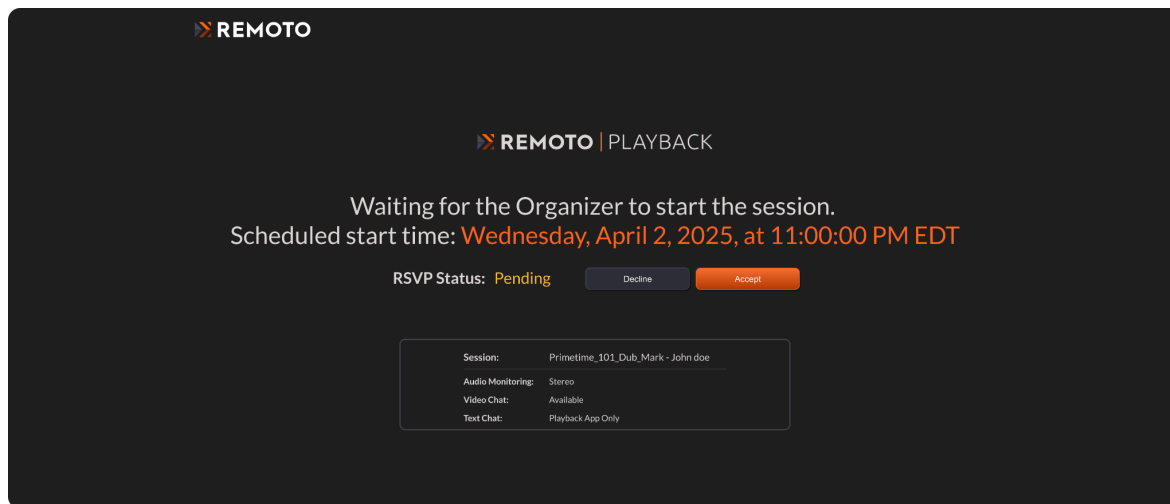 REMOTO
REMOTO | PLAYBACK
Waiting for the Organizer to start the session.
Scheduled start time: Wednesday, April 2, 2025, at 11:00:00 PM EDT
RSVP Status: Pending Decline Accept
Session: Primetime_101_Dub_Mark - John doe
Audio Monitoring: Stereo
Video Chat: Available
Text Chat: Playback App Only